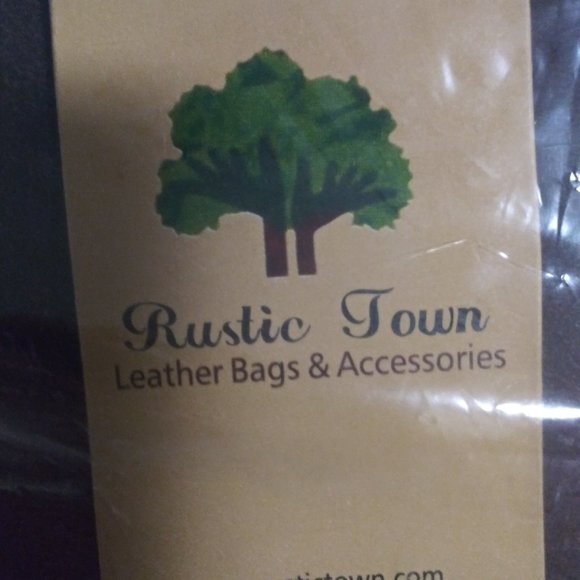 Rustic Town
Leather Bags & Accessories